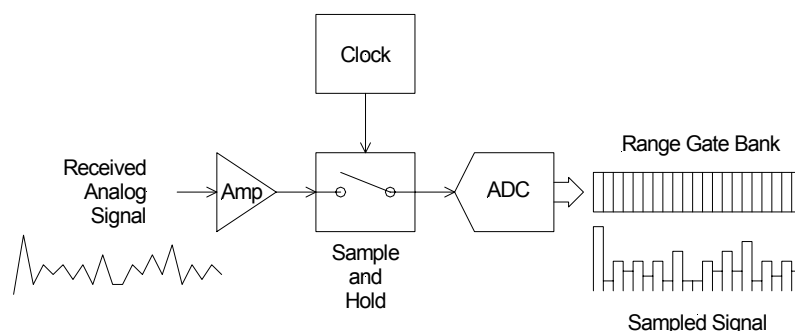 Clock
Received
Analog
Signal
Amp
Sample
and
Hold
ADC
Range Gate Bank
Sampled Signal